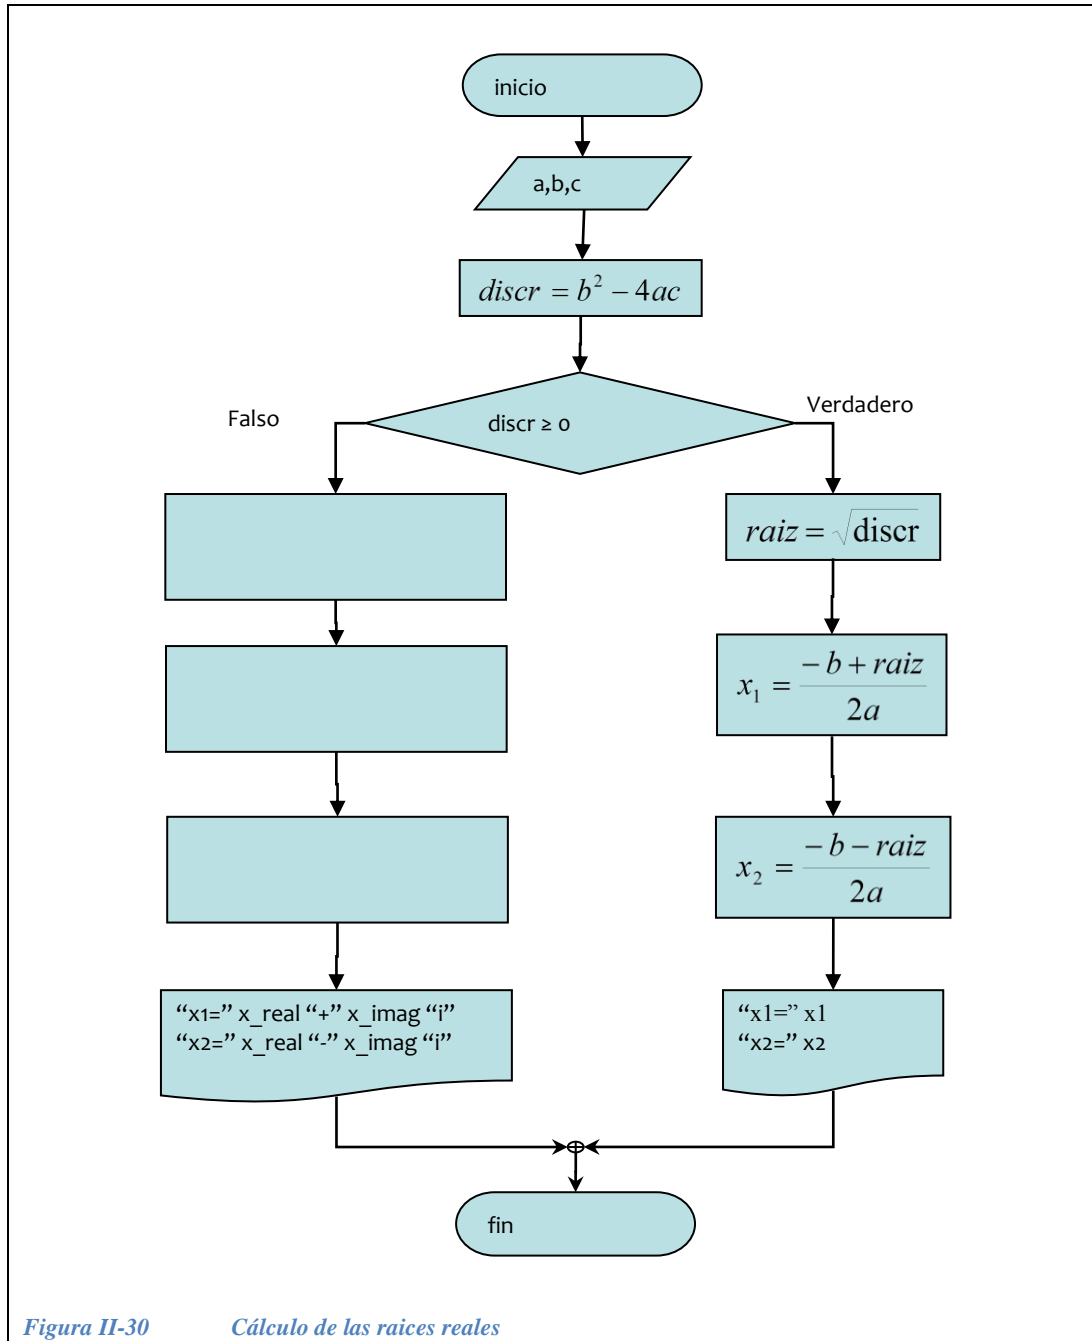 inicio
a,b,c
discr = b² − 4ac
Falso
discr ≥ 0
Verdadero
raiz = √discr
x₁ = (−b + raiz) / 2a
x₂ = (−b − raiz) / 2a
“x1=” x_real “+” x_imag “i”
“x2=” x_real “-” x_imag “i”
“x1=” x1
“x2=” x2
fin
Figura II-30 Cálculo de las raices reales